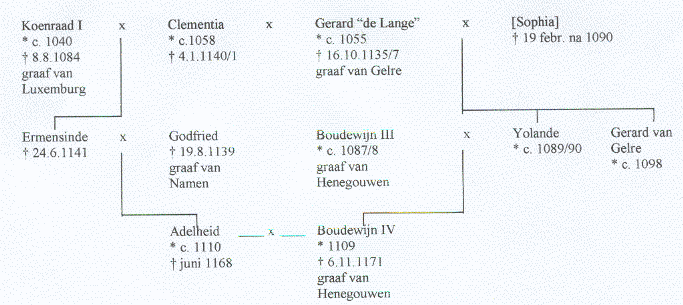 Koenraad I x Clementia x Gerard “de Lange” x [Sophia]
* c. 1040 * c.1058 * c. 1055 † 19 febr. na 1090
† 8.8.1084 † 4.1.1140/1 † 16.10.1135/7
graaf van graaf van Gelre
Luxemburg
Ermensinde x Godfried Boudewijn III x Yolande Gerard van
† 24.6.1141 † 19.8.1139 * c. 1087/8 * c. 1089/90 Gelre
graaf van graaf van * c. 1098
Namen Henegouwen
Adelheid x Boudewijn IV
* c. 1110 * 1109
† juni 1168 † 6.11.1171
graaf van
Henegouwen